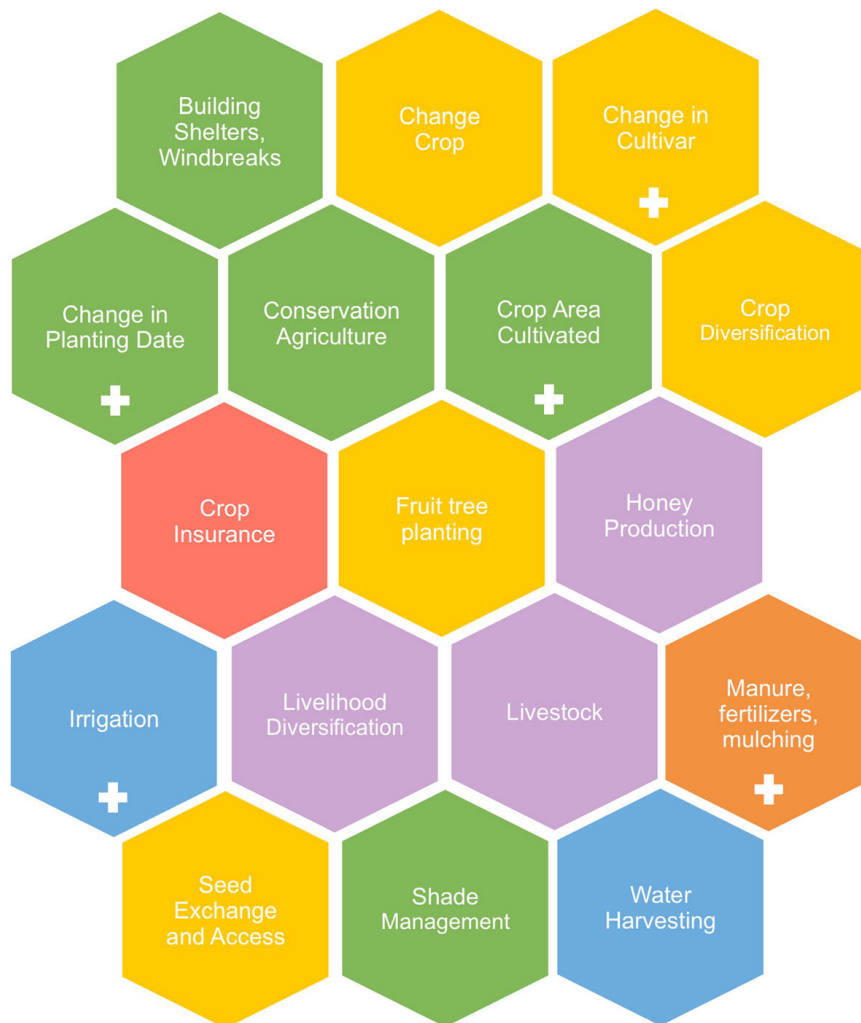 Building
Shelters,
Windbreaks
Change
Crop
Change in
Cultivar
Change in
Planting Date
Conservation
Agriculture
Crop Area
Cultivated
Crop
Diversification
Crop
Insurance
Fruit tree
planting
Honey
Production
Irrigation
Livelihood
Diversification
Livestock
Manure,
fertilizers,
mulching
Seed
Exchange
and Access
Shade
Management
Water
Harvesting